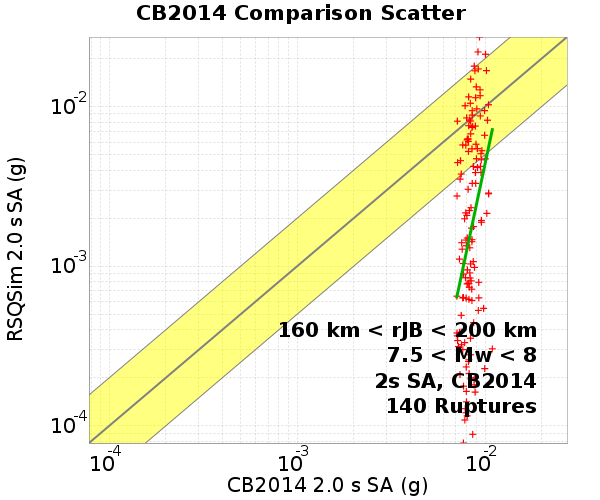 CB2014 Comparison Scatter
RSQSim 2.0 s SA (g)
10-2
10-3
10-4
160 km < rJB < 200 km
7.5 < Mw < 8
2s SA, CB2014
140 Ruptures
10-4 10-3 10-2
CB2014 2.0 s SA (g)